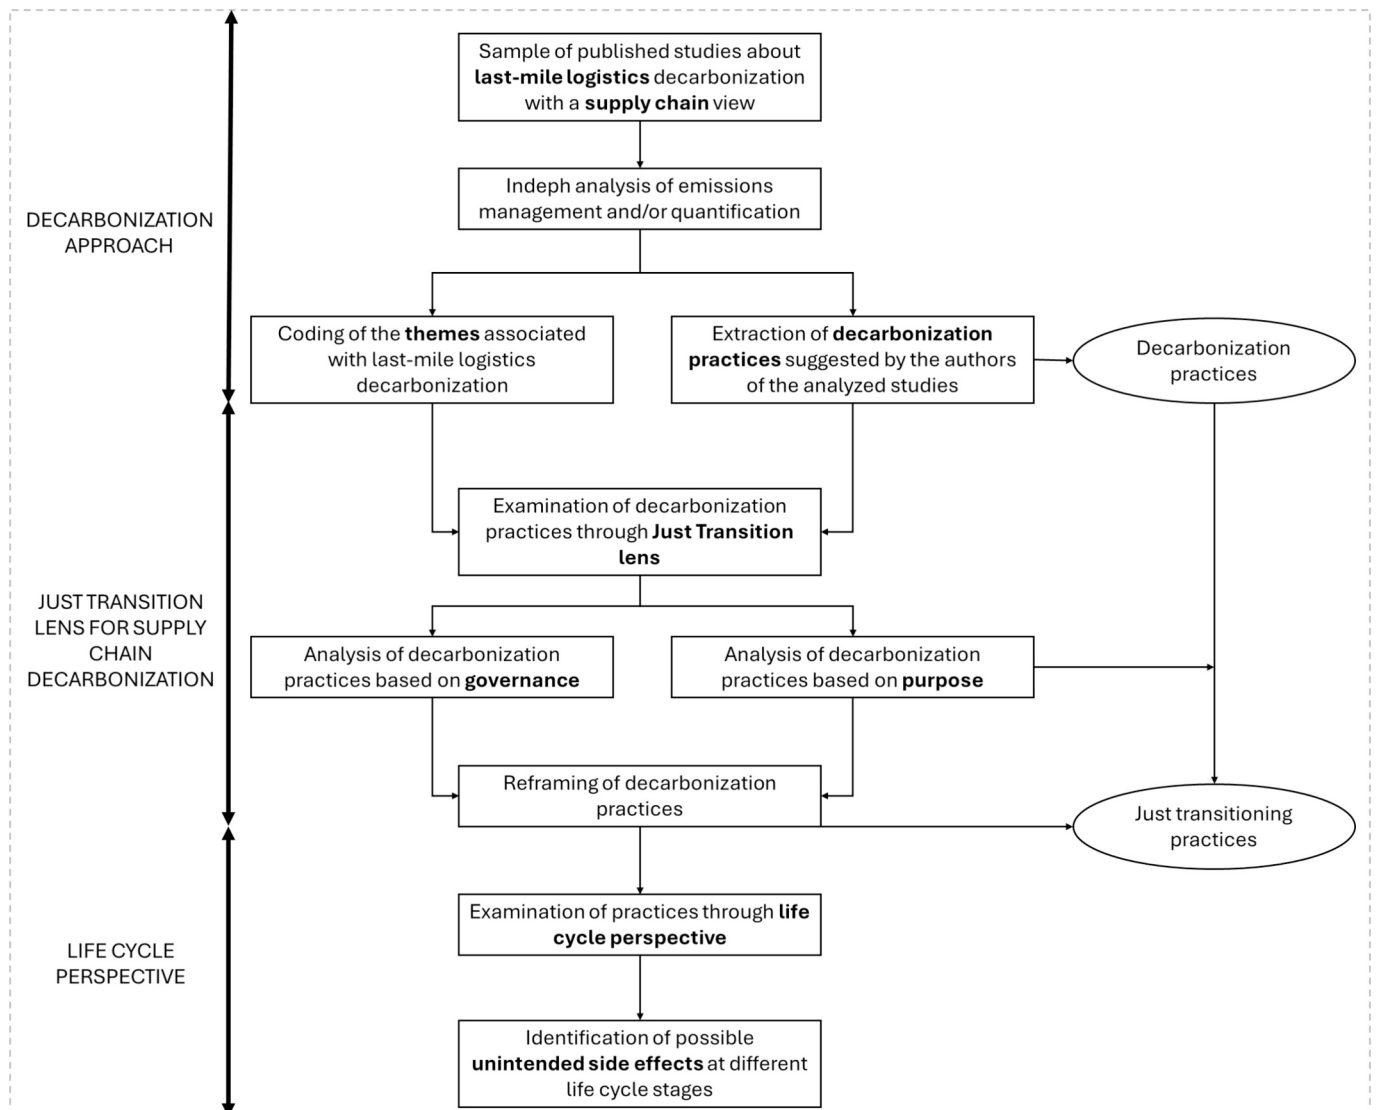 Sample of published studies about
last-mile logistics decarbonization
with a supply chain view
Indeph analysis of emissions
management and/or quantification
DECARBONIZATION
APPROACH
Coding of the themes associated
with last-mile logistics
decarbonization
Extraction of decarbonization
practices suggested by the authors
of the analyzed studies
Decarbonization
practices
Examination of decarbonization
practices through Just Transition
lens
JUST TRANSITION
LENS FOR SUPPLY
CHAIN
DECARBONIZATION
Analysis of decarbonization
practices based on governance
Analysis of decarbonization
practices based on purpose
Reframing of decarbonization
practices
Just transitioning
practices
Examination of practices through life
cycle perspective
LIFE CYCLE
PERSPECTIVE
Identification of possible
unintended side effects at different
life cycle stages